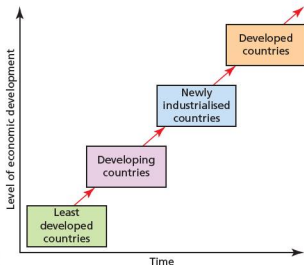 Level of economic development
Developed
countries
Newly
industrialised
countries
Developing
countries
Least
developed
countries
Time